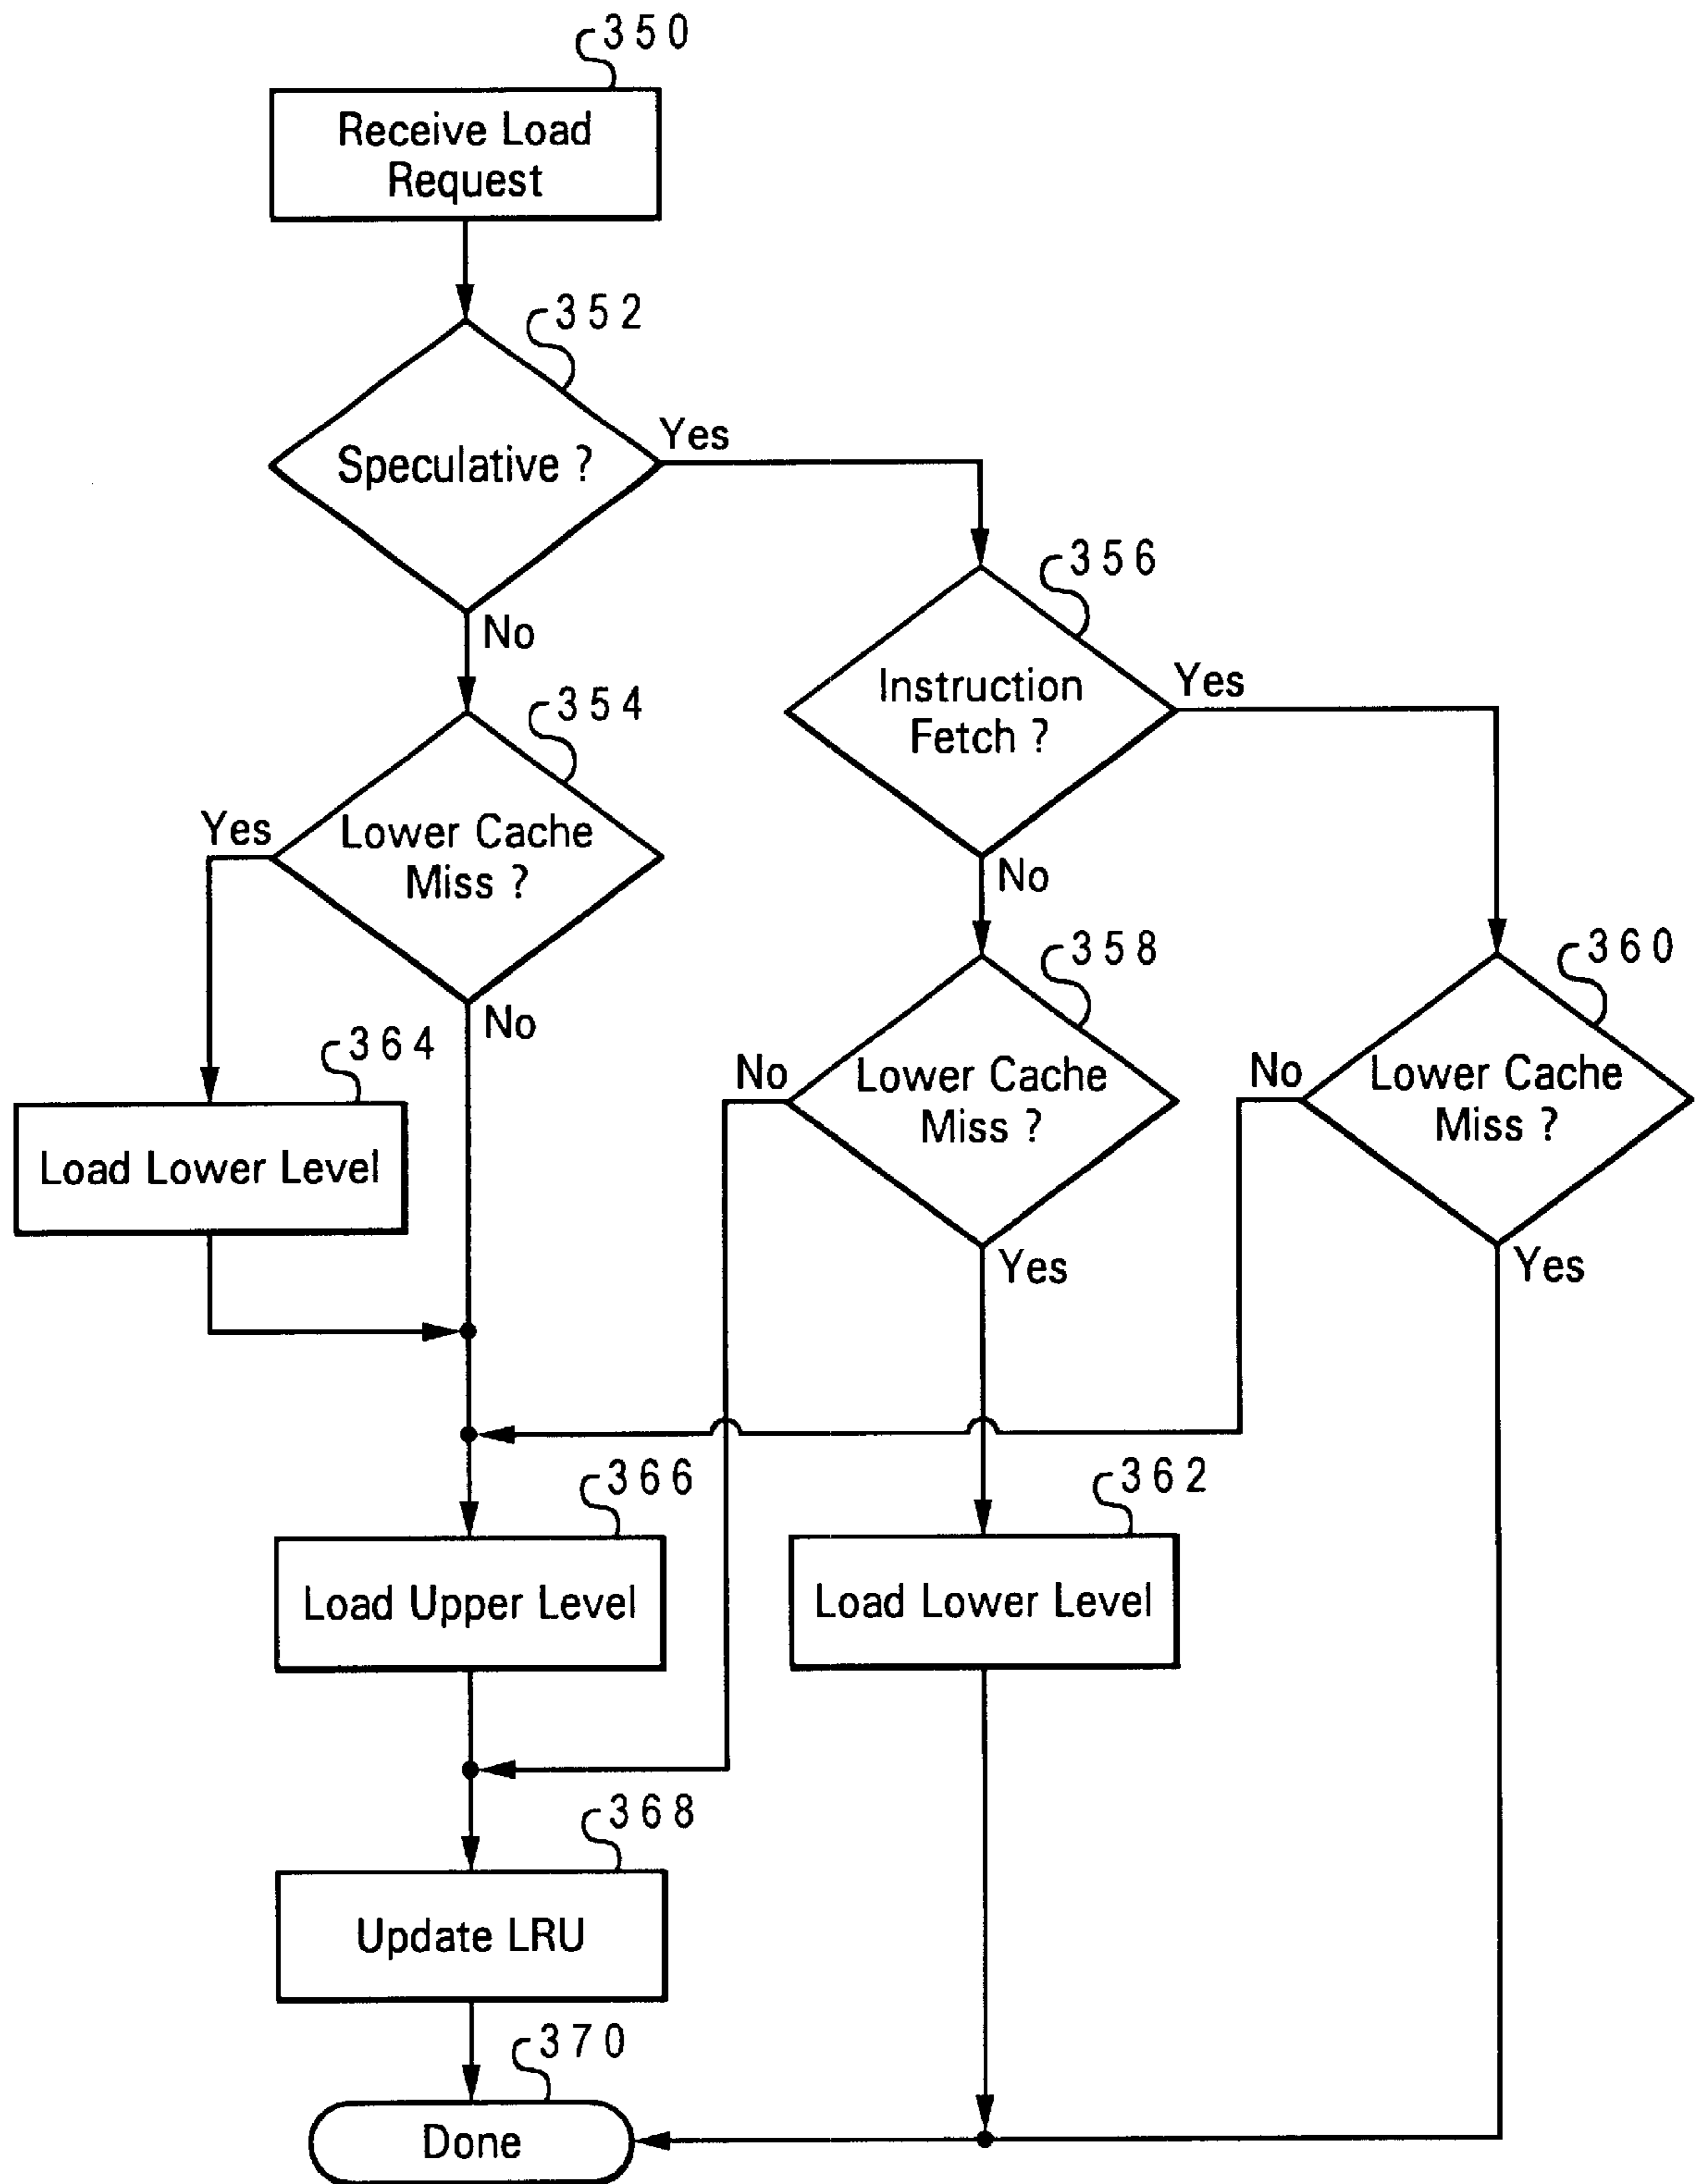 350
Receive Load
Request
352
Speculative ?
Yes
No
356
Instruction
Fetch ?
Yes
No
354
Lower Cache
Miss ?
Yes
No
358
Lower Cache
Miss ?
No
Yes
360
Lower Cache
Miss ?
No
Yes
364
Load Lower Level
366
Load Upper Level
362
Load Lower Level
368
Update LRU
370
Done